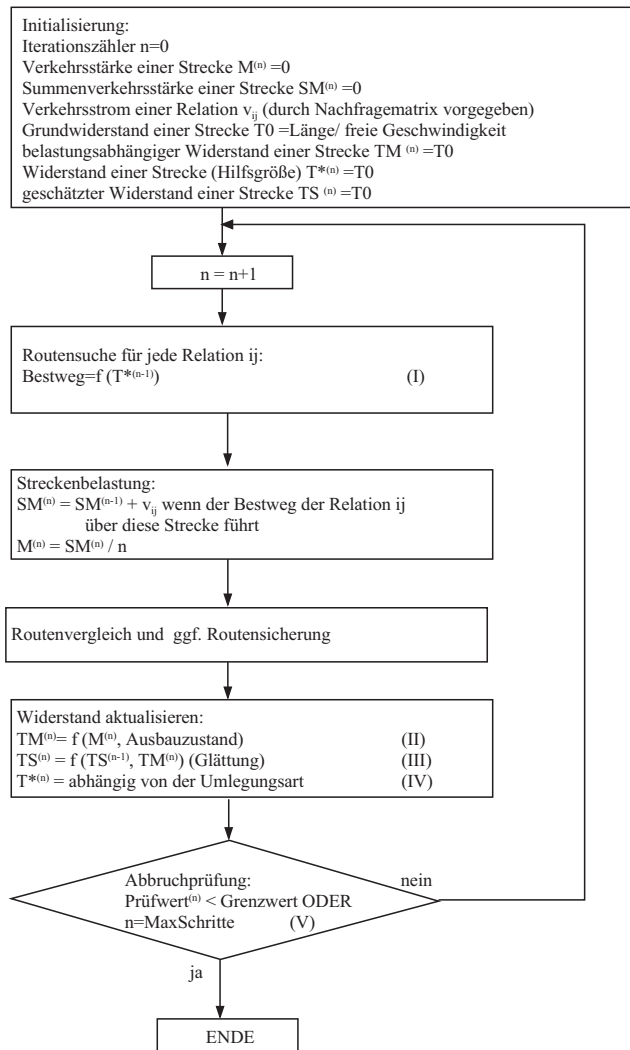 Initialisierung:
Iterationszähler n=0
Verkehrsstärke einer Strecke M⁽ⁿ⁾ =0
Summenverkehrsstärke einer Strecke SM⁽ⁿ⁾ =0
Verkehrsstrom einer Relation vᵢⱼ (durch Nachfragematrix vorgegeben)
Grundwiderstand einer Strecke T0 =Länge/ freie Geschwindigkeit
belastungsabhängiger Widerstand einer Strecke TM ⁽ⁿ⁾ =T0
Widerstand einer Strecke (Hilfsgröße) T*⁽ⁿ⁾ =T0
geschätzter Widerstand einer Strecke TS ⁽ⁿ⁾ =T0
n = n+1
Routensuche für jede Relation ij:
Bestweg=f (T*⁽ⁿ⁻¹⁾) (I)
Streckenbelastung:
SM⁽ⁿ⁾ = SM⁽ⁿ⁻¹⁾ + vᵢⱼ wenn der Bestweg der Relation ij
über diese Strecke führt
M⁽ⁿ⁾ = SM⁽ⁿ⁾ / n
Routenvergleich und ggf. Routensicherung
Widerstand aktualisieren:
TM⁽ⁿ⁾= f (M⁽ⁿ⁾, Ausbauzustand) (II)
TS⁽ⁿ⁾ = f (TS⁽ⁿ⁻¹⁾, TM⁽ⁿ⁾) (Glättung) (III)
T*⁽ⁿ⁾ = abhängig von der Umlegungsart (IV)
Abbruchprüfung:
nein
Prüfwert⁽ⁿ⁾ < Grenzwert ODER
n=MaxSchritte (V)
ja
ENDE